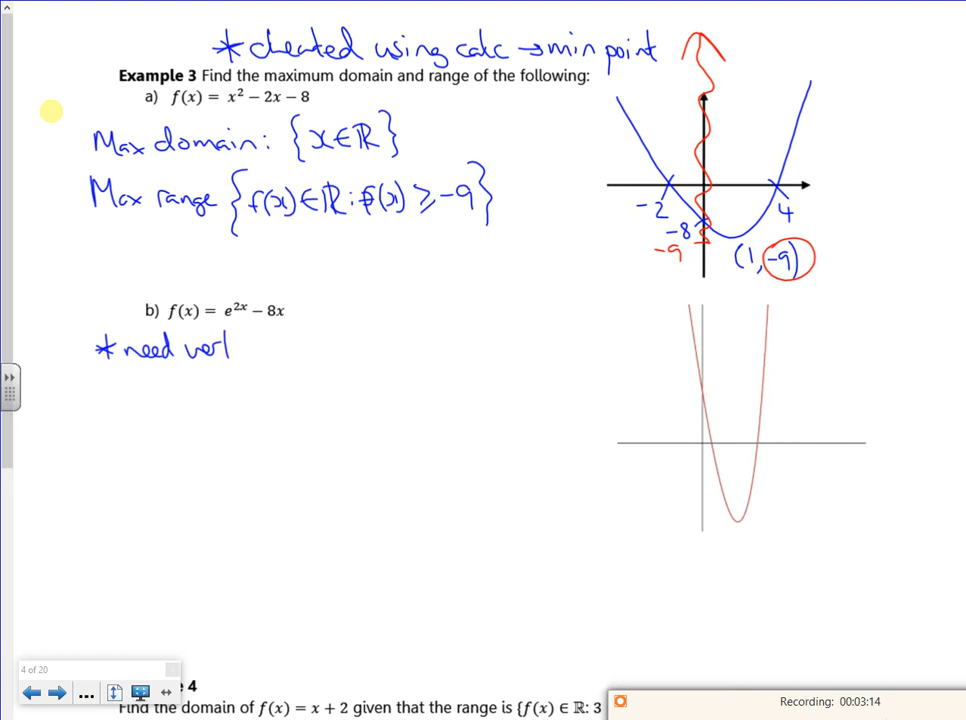 *cheated using calc → min point
Example 3 Find the maximum domain and range of the following:
a) f(x) = x² − 2x − 8
Max domain: {x∈ℝ}
Max range {f(x)∈ℝ: f(x) ≥ −9}
-2
4
-8
-9
(1, -9)
b) f(x) = e²ˣ − 8x
*need vert
4 of 20
e 4
Find the domain of f(x) = x + 2 given that the range is {f(x) ∈ ℝ: 3
Recording: 00:03:14